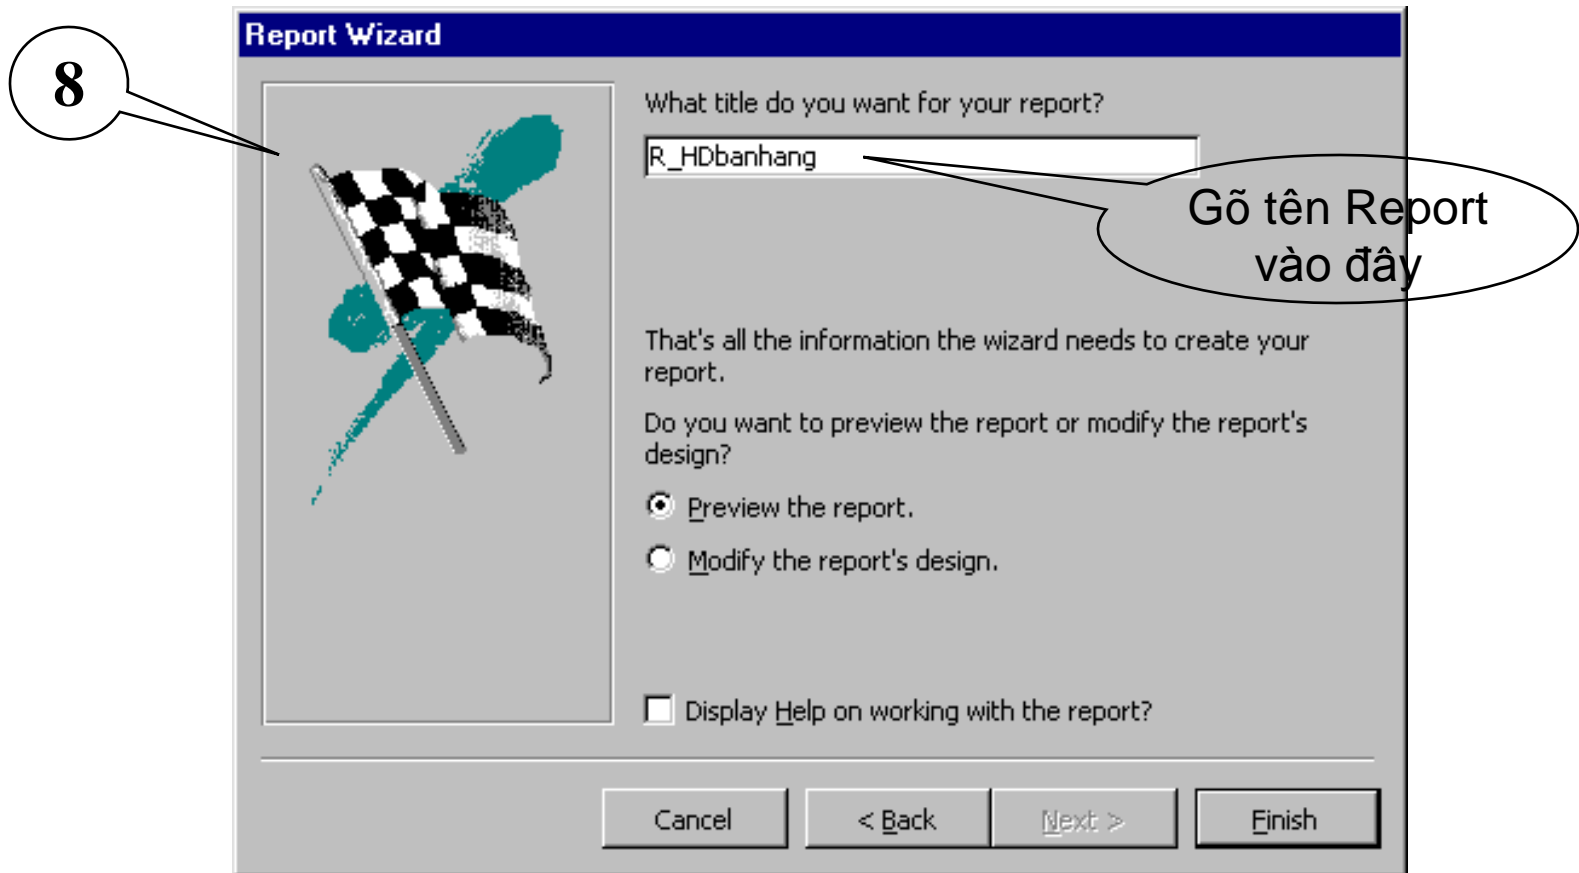 Report Wizard
8
What title do you want for your report?
R_HDbanhang
Gõ tên Report
vào đây
That's all the information the wizard needs to create your
report.
Do you want to preview the report or modify the report's
design?
Preview the report.
Modify the report's design.
Display Help on working with the report?
Cancel
< Back
Next >
Finish